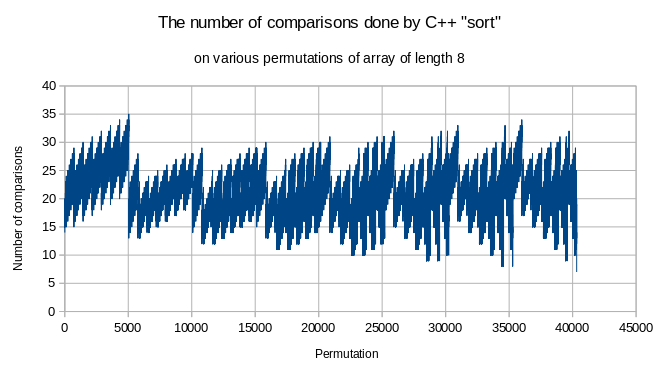 The number of comparisons done by C++ "sort"
on various permutations of array of length 8
40
35
30
25
20
15
10
5
0
Number of comparisons
0 5000 10000 15000 20000 25000 30000 35000 40000 45000
Permutation